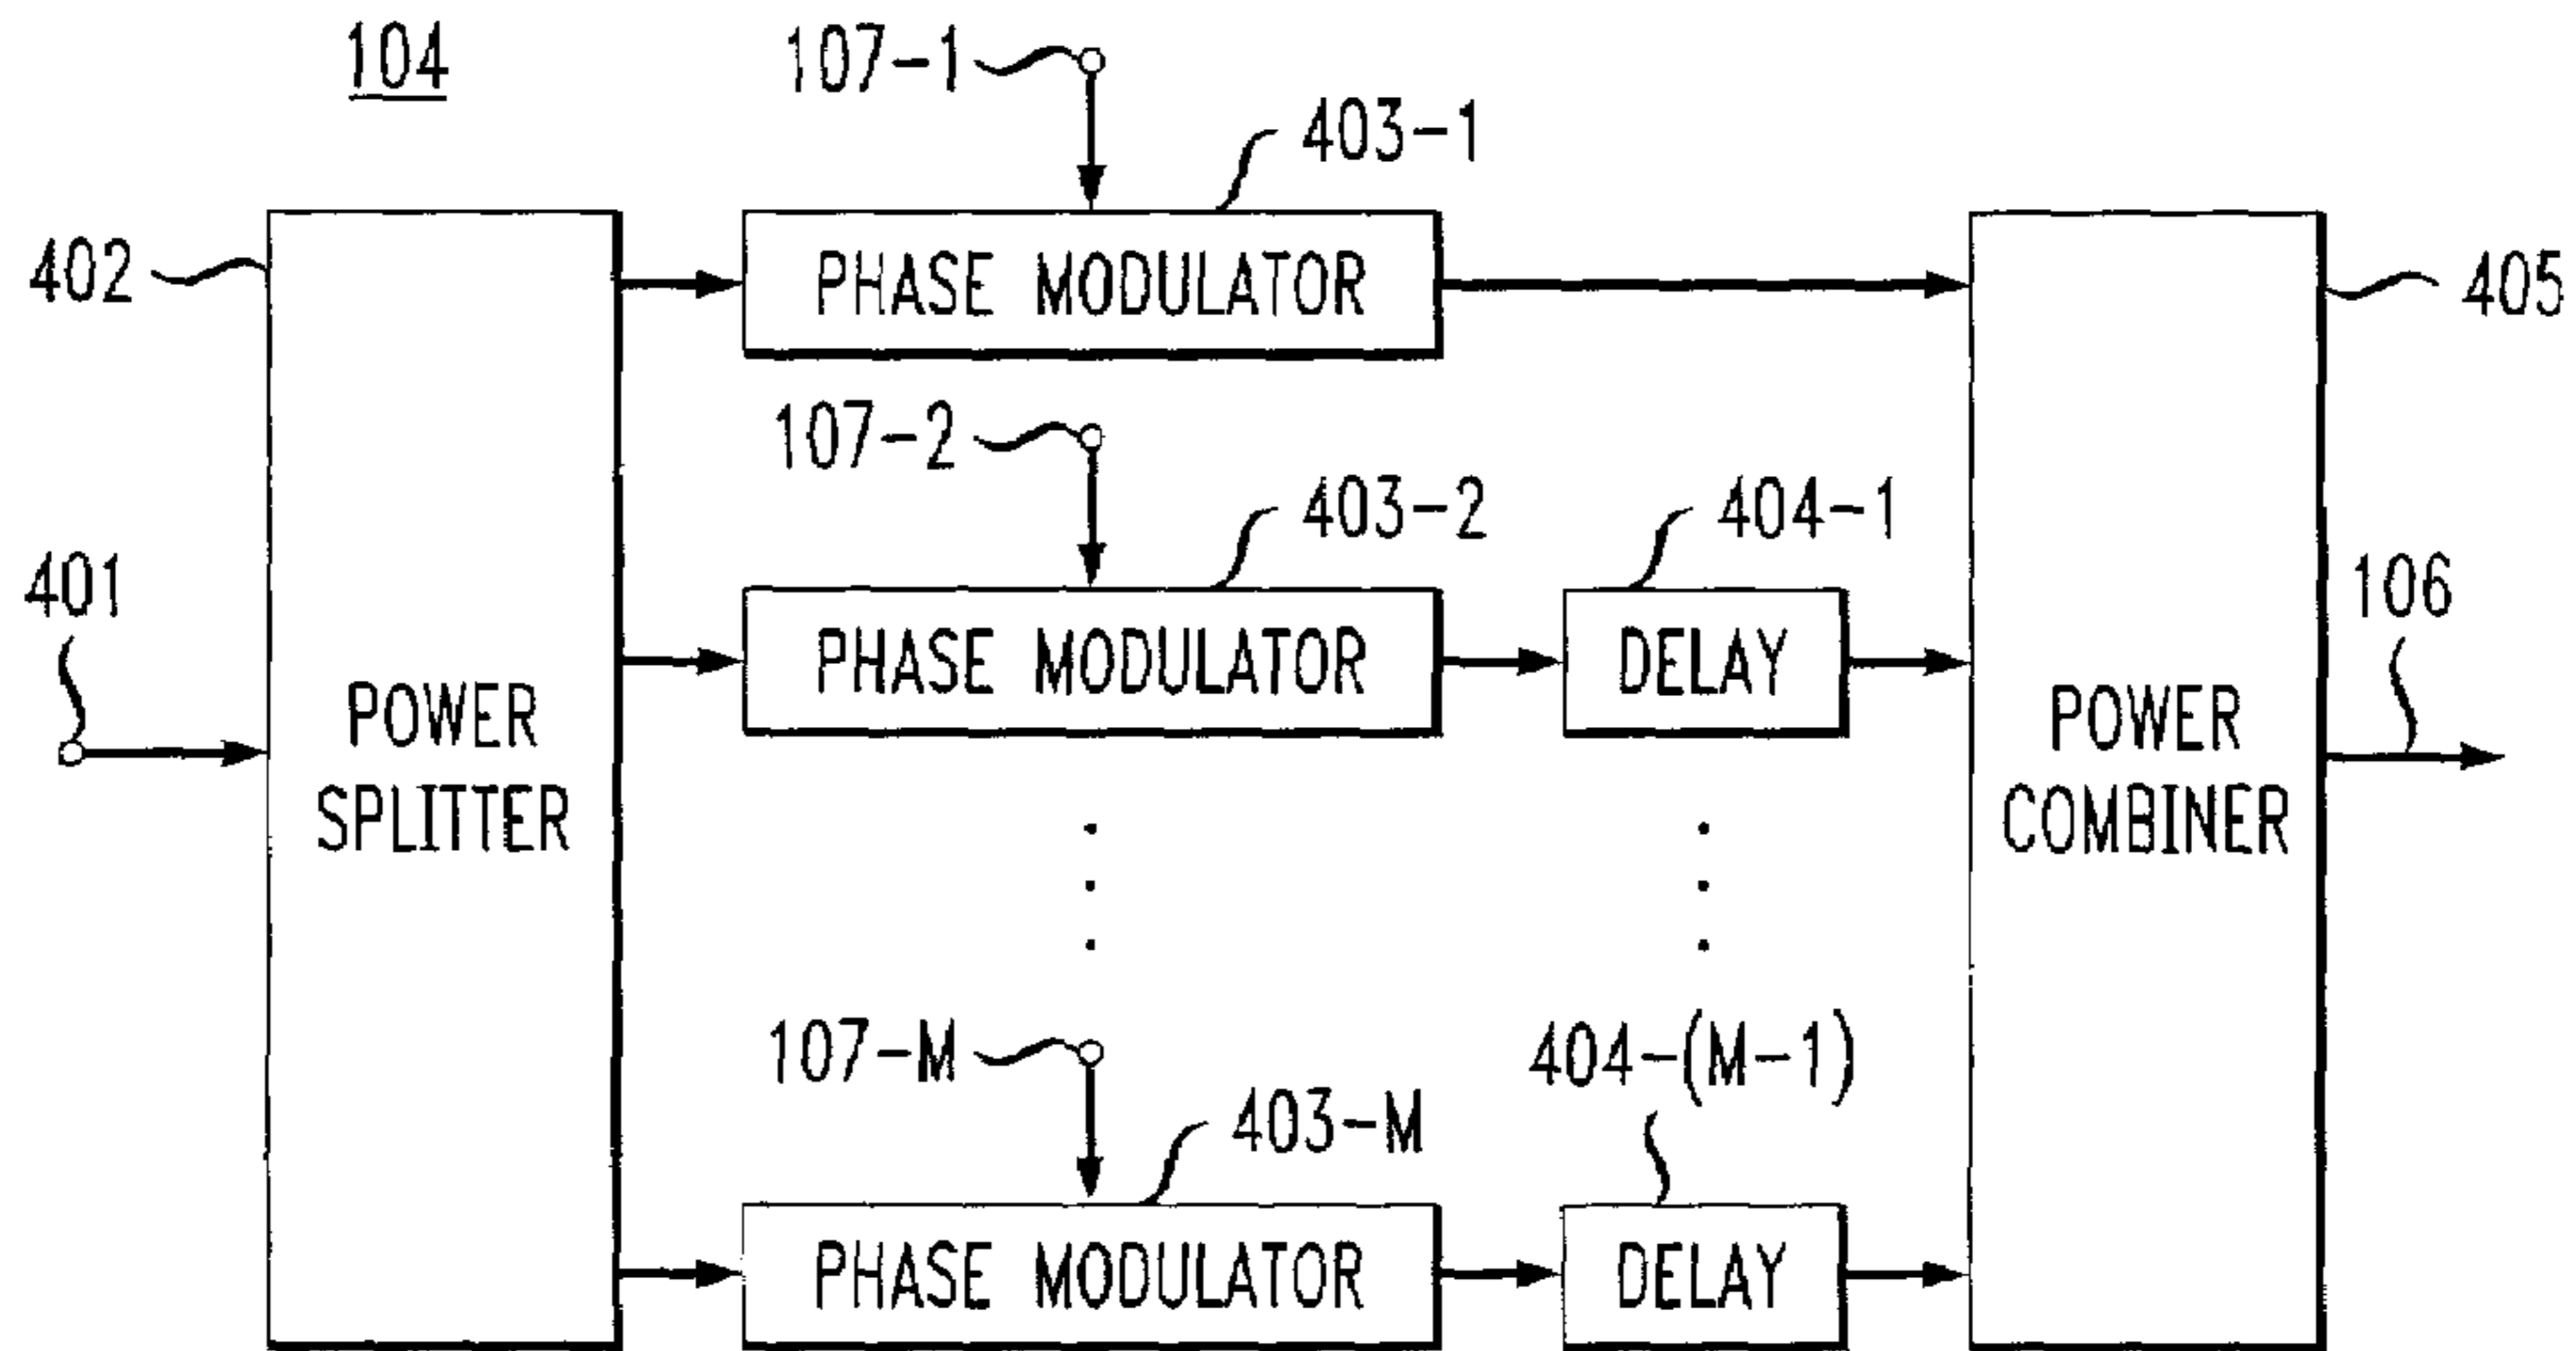 104
107-1
403-1
402
PHASE MODULATOR
405
107-2
403-2
404-1
401
PHASE MODULATOR
DELAY
106
POWER
SPLITTER
POWER
COMBINER
107-M
403-M
404-(M-1)
PHASE MODULATOR
DELAY